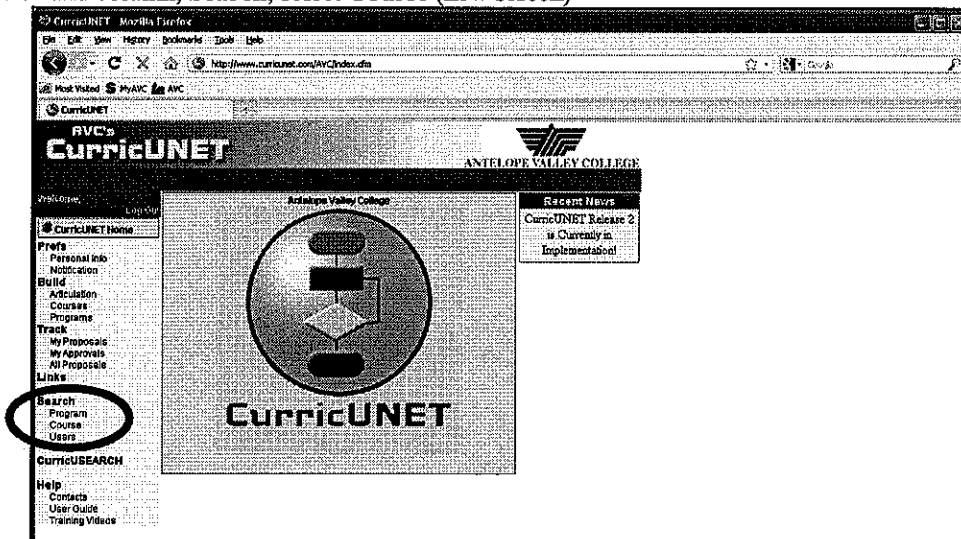 CurricUNET - Mozilla Firefox
File Edit View History Bookmarks Tools Help
http://www.curricunet.com/AVC/index.cfm
Most Visited MyAVC AVC
CurricUNET
AVC's
CurricUNET
ANTELOPE VALLEY COLLEGE
Welcome,
Log Out
CurricUNET Home
Prefs
Personal Info
Notification
Build
Articulation
Courses
Programs
Track
My Proposals
My Approvals
All Proposals
Links
Search
Program
Course
Users
CurricUSEARCH
Help
Contacts
User Guide
Training Videos
Antelope Valley College
CurricUNET
Recent News
CurricUNET Release 2
is Currently in
Implementation!